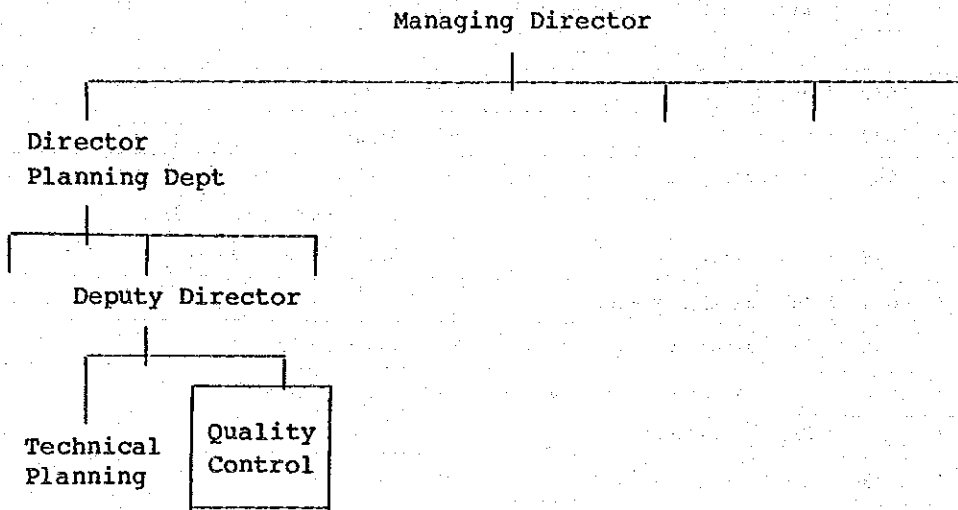 Managing Director
Director
Planning Dept
Deputy Director
Technical
Planning
Quality
Control